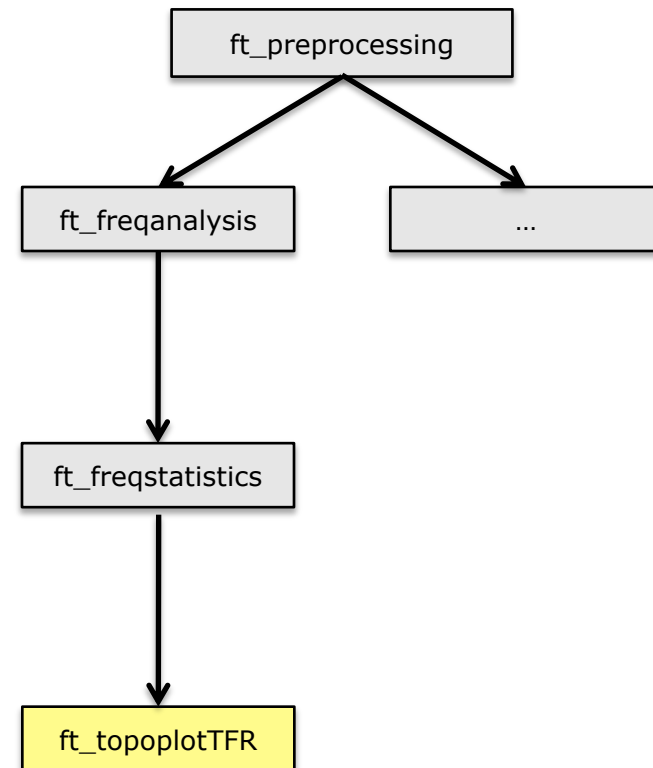 ft_preprocessing
ft_freqanalysis
…
ft_freqstatistics
ft_topoplotTFR